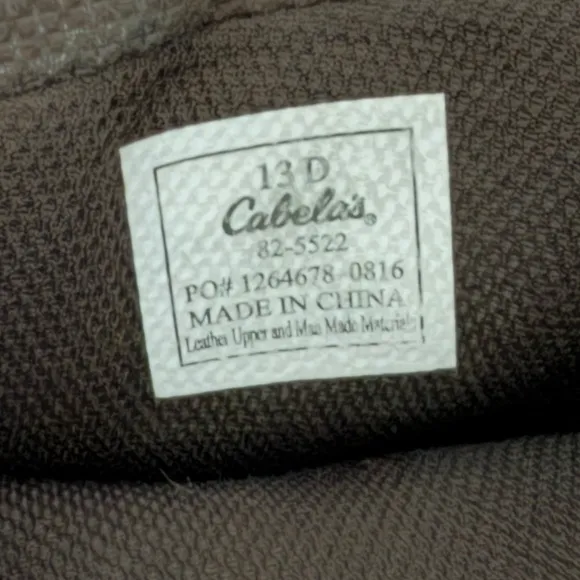 13 D
Cabela's®
82-5522
PO# 1264678 0816
MADE IN CHINA
Leather Upper and Man Made Materials